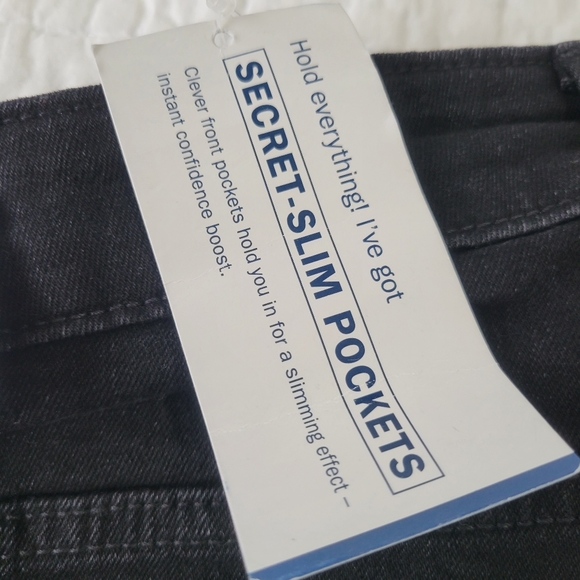 Hold everything! I've got
SECRET-SLIM POCKETS
Clever front pockets hold you in for a slimming effect –
instant confidence boost.